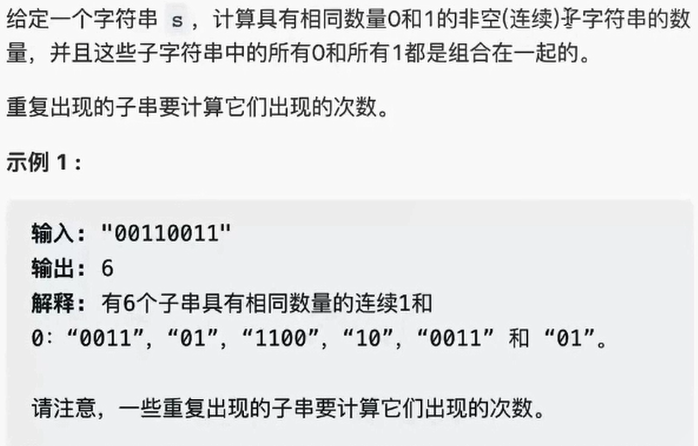 给定一个字符串 s ，计算具有相同数量0和1的非空(连续)子字符串的数
量，并且这些子字符串中的所有0和所有1都是组合在一起的。
重复出现的子串要计算它们出现的次数。
示例 1 :
输入: "00110011"
输出: 6
解释: 有6个子串具有相同数量的连续1和
0：“0011”，“01”，“1100”，“10”，“0011” 和 “01”。
请注意，一些重复出现的子串要计算它们出现的次数。